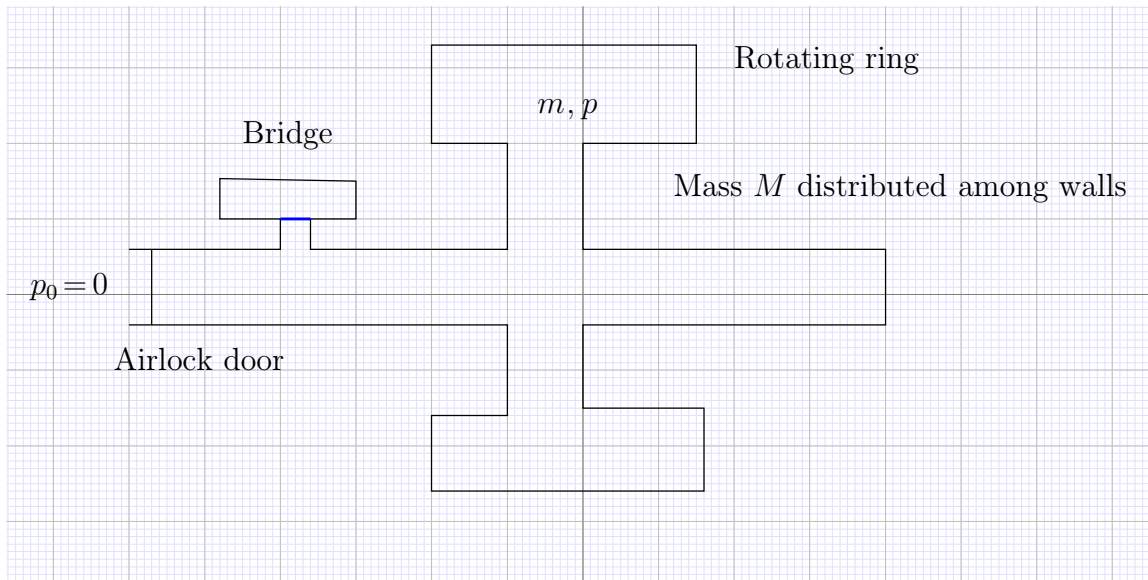 Rotating ring
m, p
Bridge
Mass M distributed among walls
p₀ = 0
Airlock door